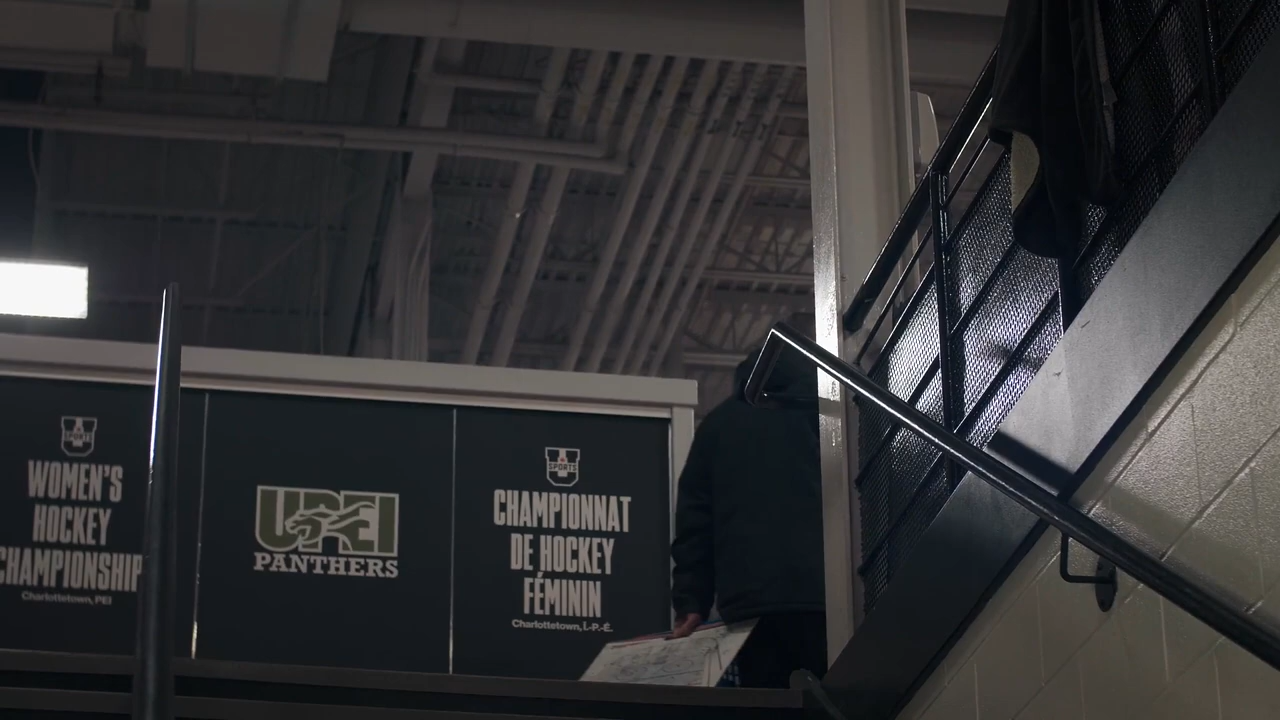 SPORTS
WOMEN'S
HOCKEY
CHAMPIONSHIP
Charlottetown, PEI
UPEI
PANTHERS
SPORTS
CHAMPIONNAT
DE HOCKEY
FÉMININ
Charlottetown, Î.-P.-É.